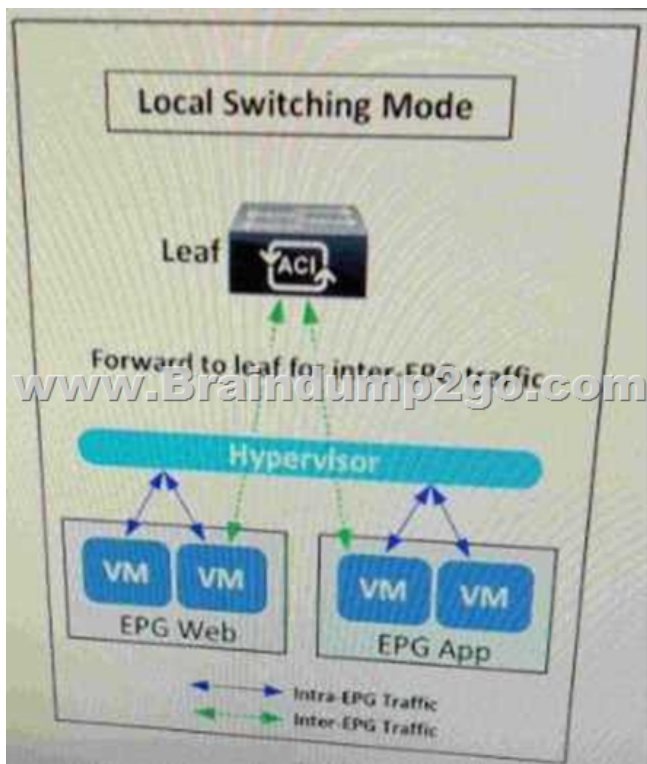 Local Switching Mode
Leaf
ACI
Forward to leaf for inter-EPG traffic
www.Braindump2go.com
Hypervisor
VM VM VM VM
EPG Web
EPG App
Intra-EPG Traffic
Inter-EPG Traffic